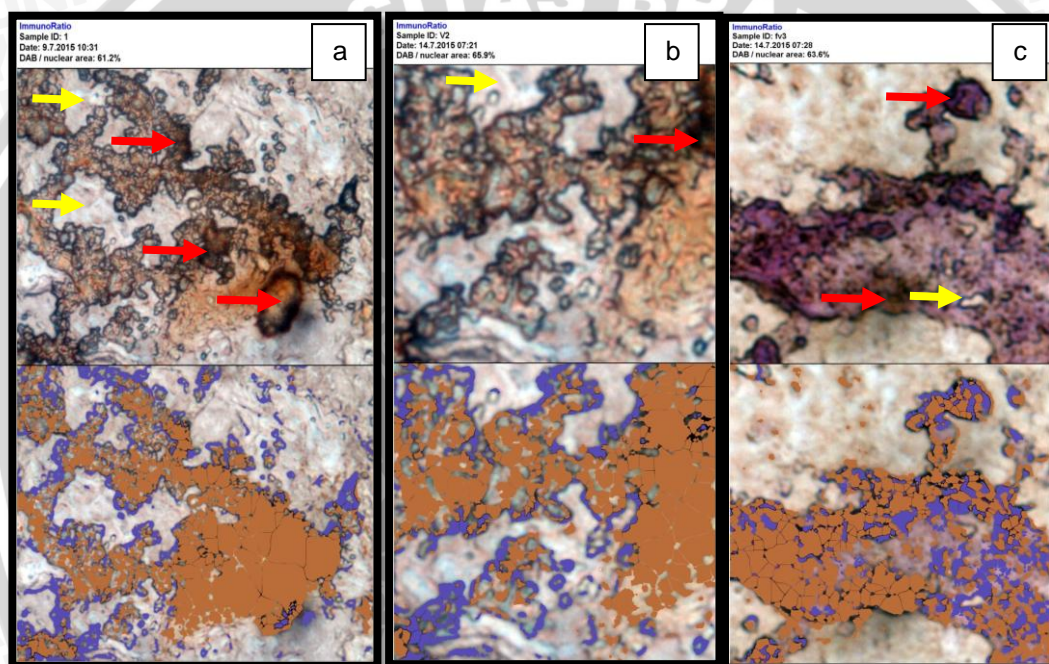 ImmunoRatio
Sample ID: 1
Date: 9.7.2015 10:31
DAB / nuclear area: 61.2%
a
ImmunoRatio
Sample ID: V2
Date: 14.7.2015 07:21
DAB / nuclear area: 65.9%
b
ImmunoRatio
Sample ID: fv3
Date: 14.7.2015 07:28
DAB / nuclear area: 63.6%
c